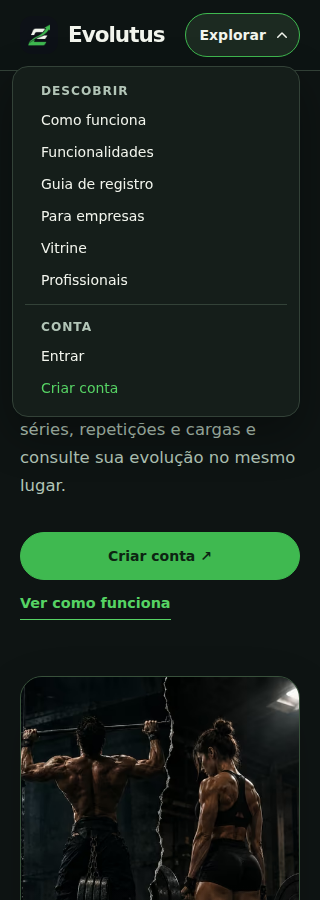 Evolutus
Explorar
DESCOBRIR
Como funciona
Funcionalidades
Guia de registro
Para empresas
Vitrine
Profissionais
CONTA
Entrar
Criar conta
séries, repetições e cargas e
consulte sua evolução no mesmo
lugar.
Criar conta ↗
Ver como funciona